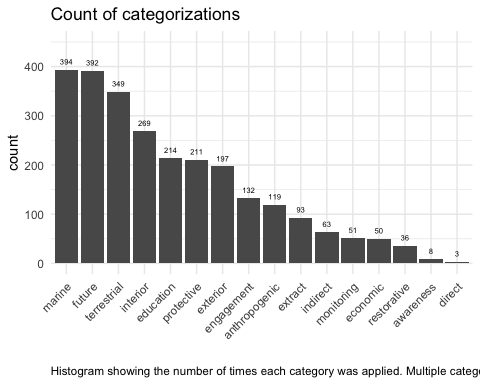 Count of categorizations
count
400
300
200
100
0
394
392
349
269
214
211
197
132
119
93
63
51
50
36
8
3
marine
future
terrestrial
interior
education
protective
exterior
engagement
anthropogenic
extract
indirect
monitoring
economic
restorative
awareness
direct
Histogram showing the number of times each category was applied. Multiple